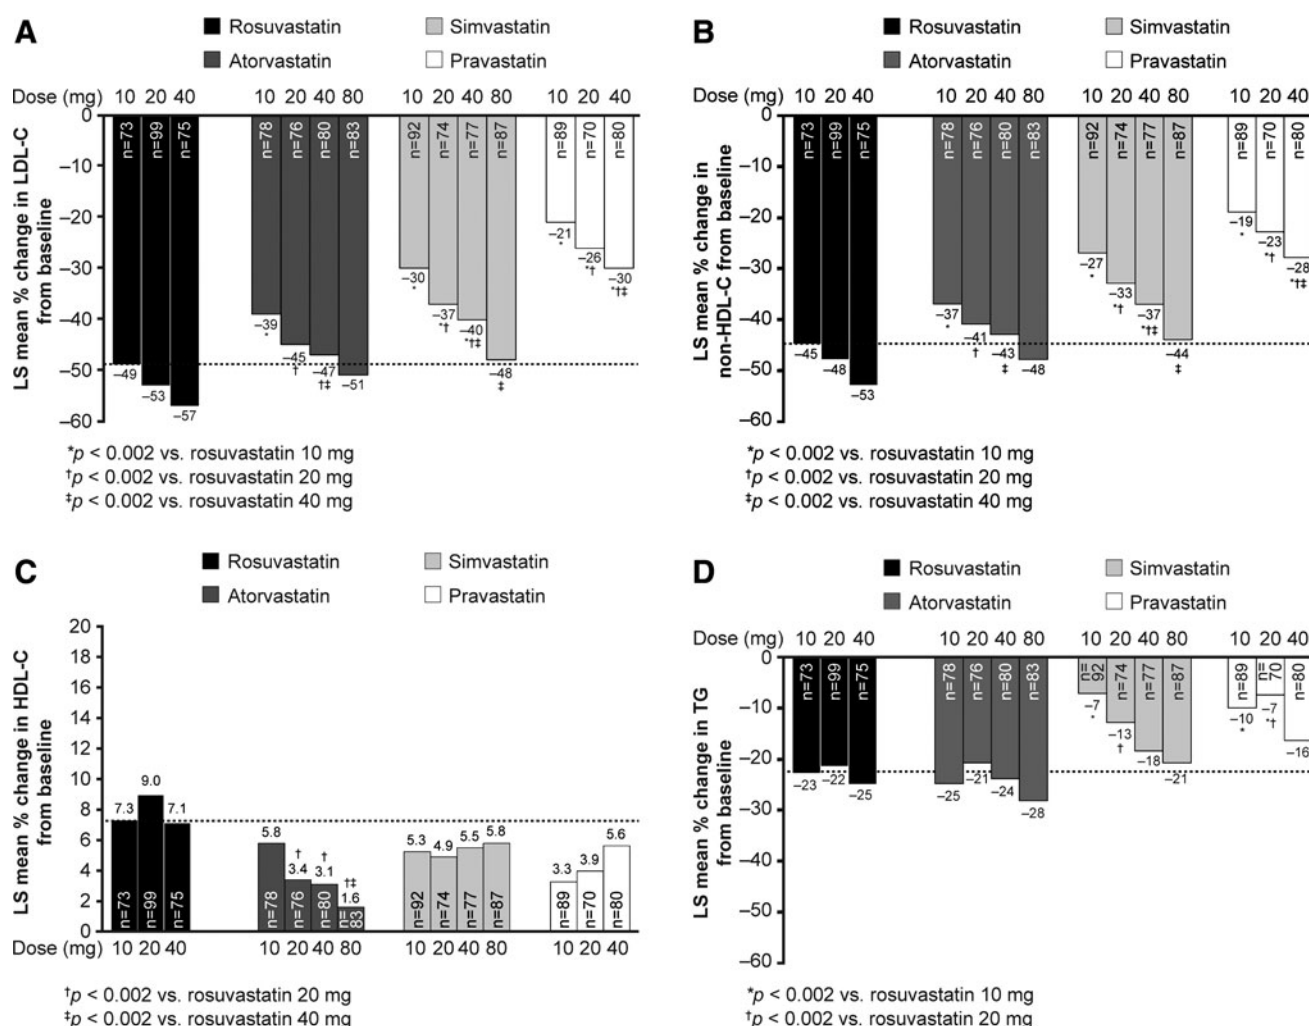 A
Rosuvastatin
Simvastatin
Atorvastatin
Pravastatin
Dose (mg) 10 20 40 10 20 40 80 10 20 40 80 10 20 40
LS mean % change in LDL-C
from baseline
0
–10
–20
–30
–40
–50
–60
n=73 n=99 n=75 n=78 n=76 n=80 n=83 n=92 n=74 n=77 n=87 n=89 n=70 n=80
–49 –53 –57 –39 –45 –47 –51 –30 –37 –40 –48 –21 –26 –30
* † †‡ * *† *†‡ ‡ * *† *†‡
*p < 0.002 vs. rosuvastatin 10 mg
†p < 0.002 vs. rosuvastatin 20 mg
‡p < 0.002 vs. rosuvastatin 40 mg
B
Rosuvastatin
Simvastatin
Atorvastatin
Pravastatin
Dose (mg) 10 20 40 10 20 40 80 10 20 40 80 10 20 40
LS mean % change in
non-HDL-C from baseline
0
–10
–20
–30
–40
–50
–60
n=73 n=99 n=75 n=78 n=76 n=80 n=83 n=92 n=74 n=77 n=87 n=89 n=70 n=80
–45 –48 –53 –37 –41 –43 –48 –27 –33 –37 –44 –19 –23 –28
* † ‡ * *† *†‡ ‡ * *† *†‡
*p < 0.002 vs. rosuvastatin 10 mg
†p < 0.002 vs. rosuvastatin 20 mg
‡p < 0.002 vs. rosuvastatin 40 mg
C
Rosuvastatin
Simvastatin
Atorvastatin
Pravastatin
LS mean % change in HDL-C
from baseline
20
18
16
14
12
10
8
6
4
2
0
7.3 9.0 7.1 5.8 3.4 3.1 1.6 5.3 4.9 5.5 5.8 3.3 3.9 5.6
† † †‡
n=73 n=99 n=75 n=78 n=76 n=80 n=83 n=92 n=74 n=77 n=87 n=89 n=70 n=80
Dose (mg) 10 20 40 10 20 40 80 10 20 40 80 10 20 40
†p < 0.002 vs. rosuvastatin 20 mg
‡p < 0.002 vs. rosuvastatin 40 mg
D
Rosuvastatin
Simvastatin
Atorvastatin
Pravastatin
Dose (mg) 10 20 40 10 20 40 80 10 20 40 80 10 20 40
LS mean % change in TG
from baseline
0
–10
–20
–30
–40
–50
–60
n=73 n=99 n=75 n=78 n=76 n=80 n=83 n=92 n=74 n=77 n=87 n=89 n=70 n=80
–23 –22 –25 –25 –21 –24 –28 –7 –13 –18 –21 –10 –7 –16
* † * *†
*p < 0.002 vs. rosuvastatin 10 mg
†p < 0.002 vs. rosuvastatin 20 mg